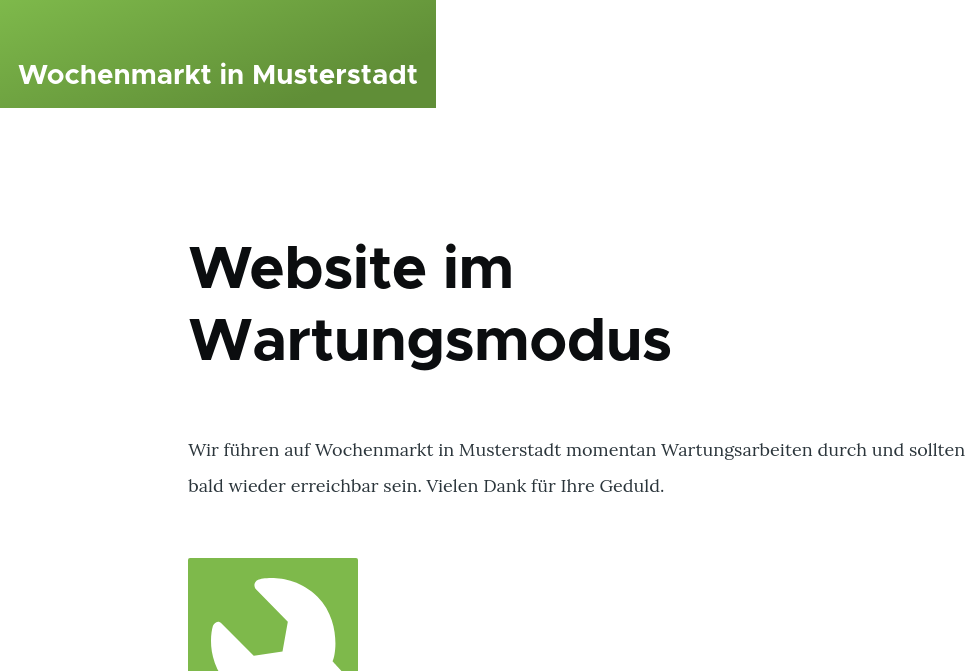 Wochenmarkt in Musterstadt
Website im
Wartungsmodus
Wir führen auf Wochenmarkt in Musterstadt momentan Wartungsarbeiten durch und sollten
bald wieder erreichbar sein. Vielen Dank für Ihre Geduld.